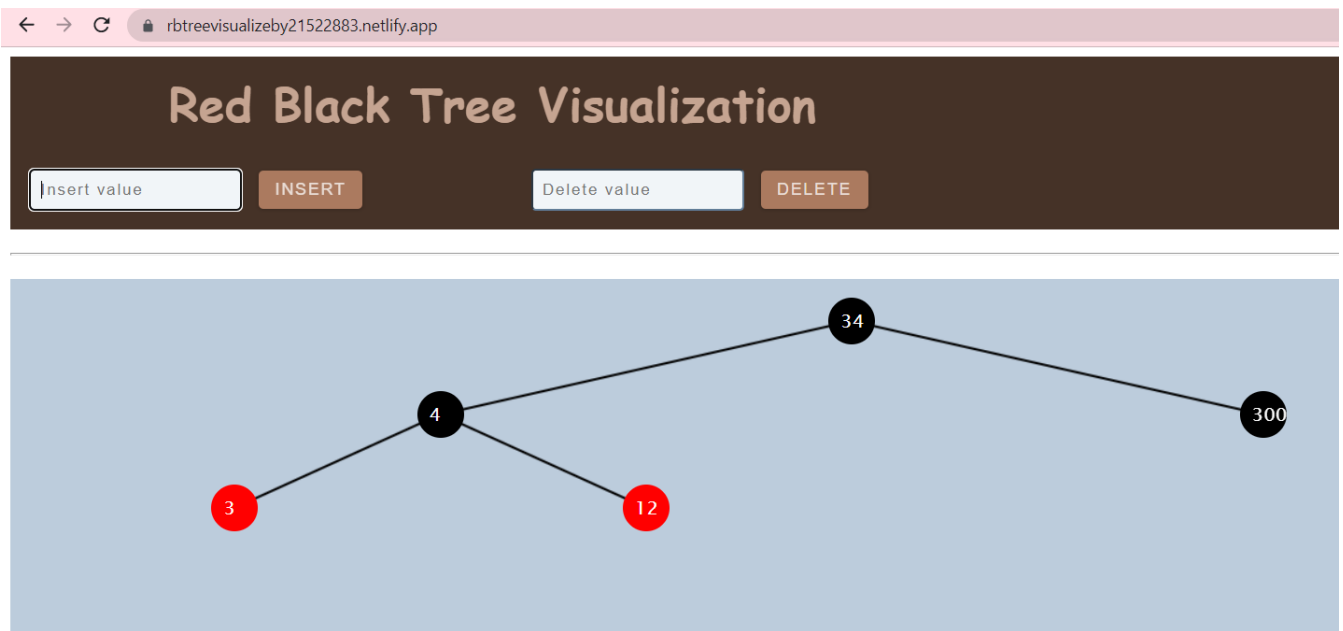 rbtreevisualizeby21522883.netlify.app
Red Black Tree Visualization
Insert value INSERT Delete value DELETE
34
4 300
3 12